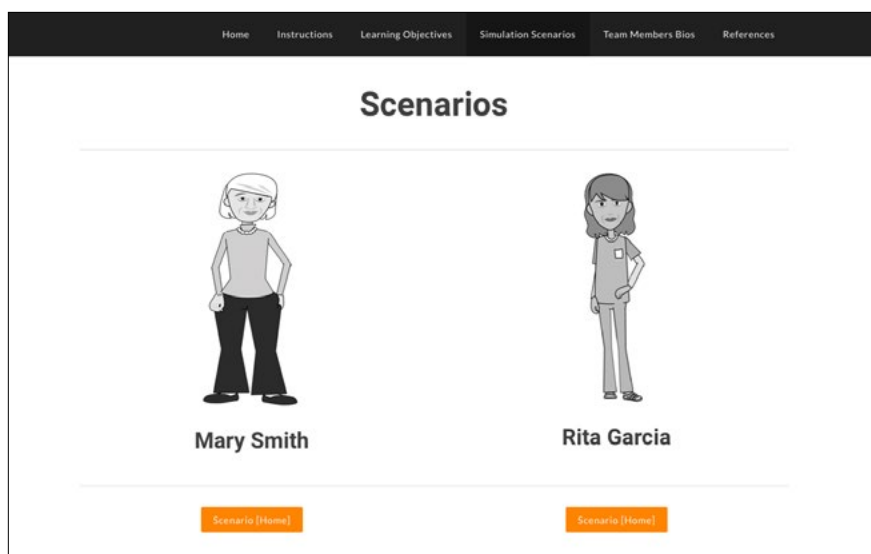 Home Instructions Learning Objectives Simulation Scenarios Team Members Bios References
Scenarios
Mary Smith Rita Garcia
Scenario [Home] Scenario [Home]